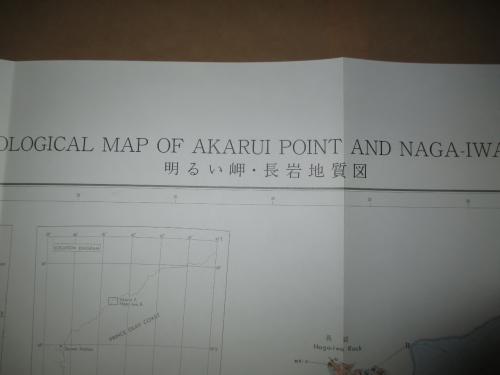 OLOGICAL MAP OF AKARUI POINT AND NAGA-IWA
明るい岬・長岩地質図
LOCATION DIAGRAM
PRINCE OLAV COAST
長岩
Naga-iwa Rock